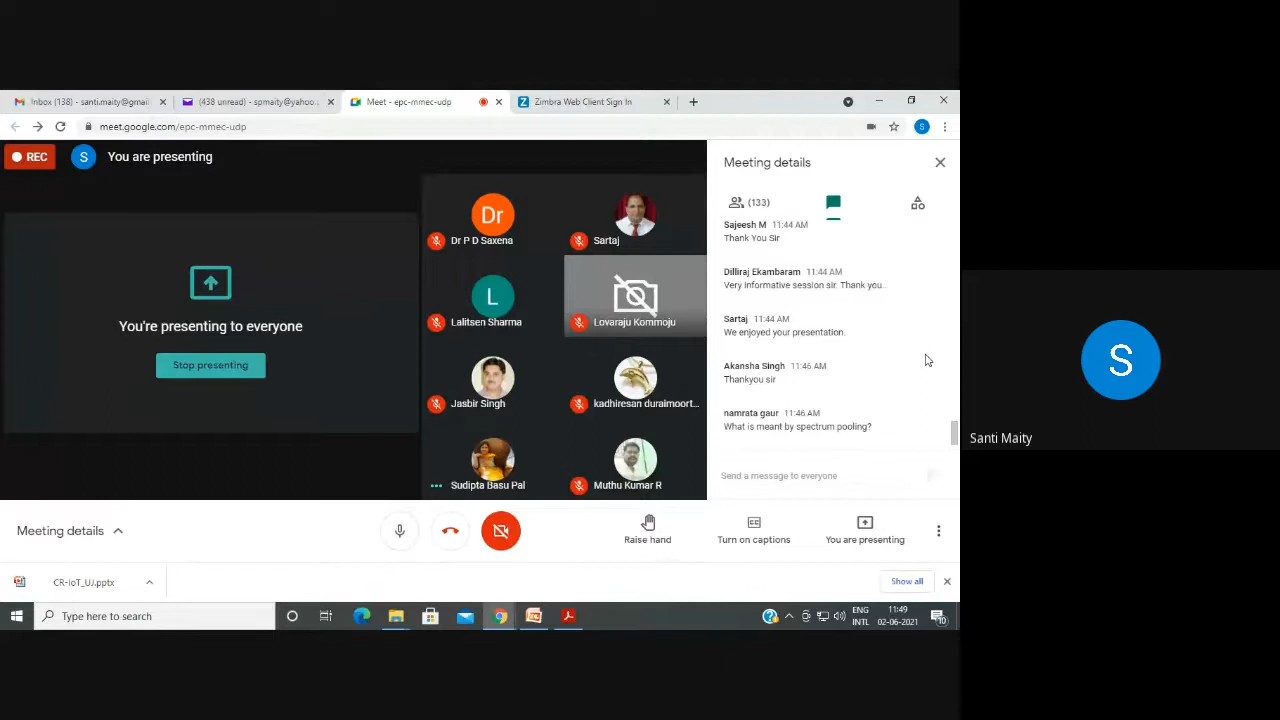 Inbox (138) - santi.maity@gmail
(438 unread) - spmaity@yahoo.
Meet - epc-mmec-udp
Zimbra Web Client Sign In
meet.google.com/epc-mmec-udp
S
REC
S
You are presenting
Meeting details
(133)
You're presenting to everyone
Stop presenting
Dr
Dr P D Saxena
Sartaj
L
Lalitsen Sharma
Lovaraju Kommoju
Jasbir Singh
kadhiresan duraimoort...
Sudipta Basu Pal
Muthu Kumar R
Sajeesh M 11:44 AM
Thank You Sir
Dilliraj Ekambaram 11:44 AM
Very informative session sir. Thank you..
Sartaj 11:44 AM
We enjoyed your presentation.
Akansha Singh 11:46 AM
Thankyou sir
namrata gaur 11:46 AM
What is meant by spectrum pooling?
Send a message to everyone
Meeting details
Raise hand
Turn on captions
You are presenting
CR-IoT_UJ.pptx
Show all
Type here to search
ENG
INTL
11:49
02-06-2021
10
S
Santi Maity